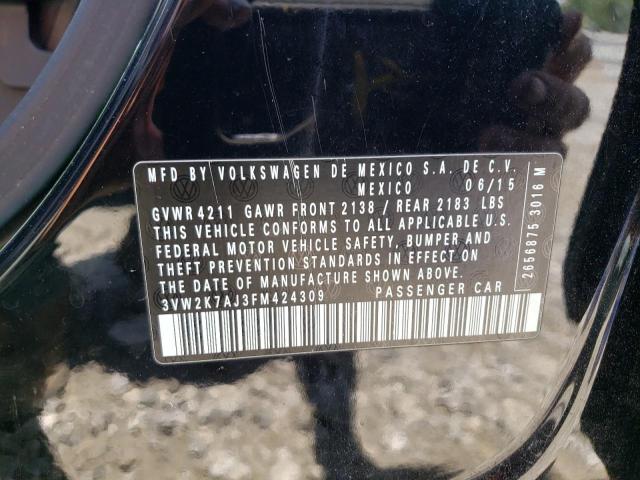 MFD BY VOLKSWAGEN DE MEXICO S.A. DE C.V.
MEXICO 06/15
GVWR 4211 GAWR FRONT 2138 / REAR 2183 LBS
THIS VEHICLE CONFORMS TO ALL APPLICABLE U.S.
FEDERAL MOTOR VEHICLE SAFETY, BUMPER AND
THEFT PREVENTION STANDARDS IN EFFECT ON
THE DATE OF MANUFACTURE SHOWN ABOVE.
3VW2K7AJ3FM424309 PASSENGER CAR
2656875 3016 M